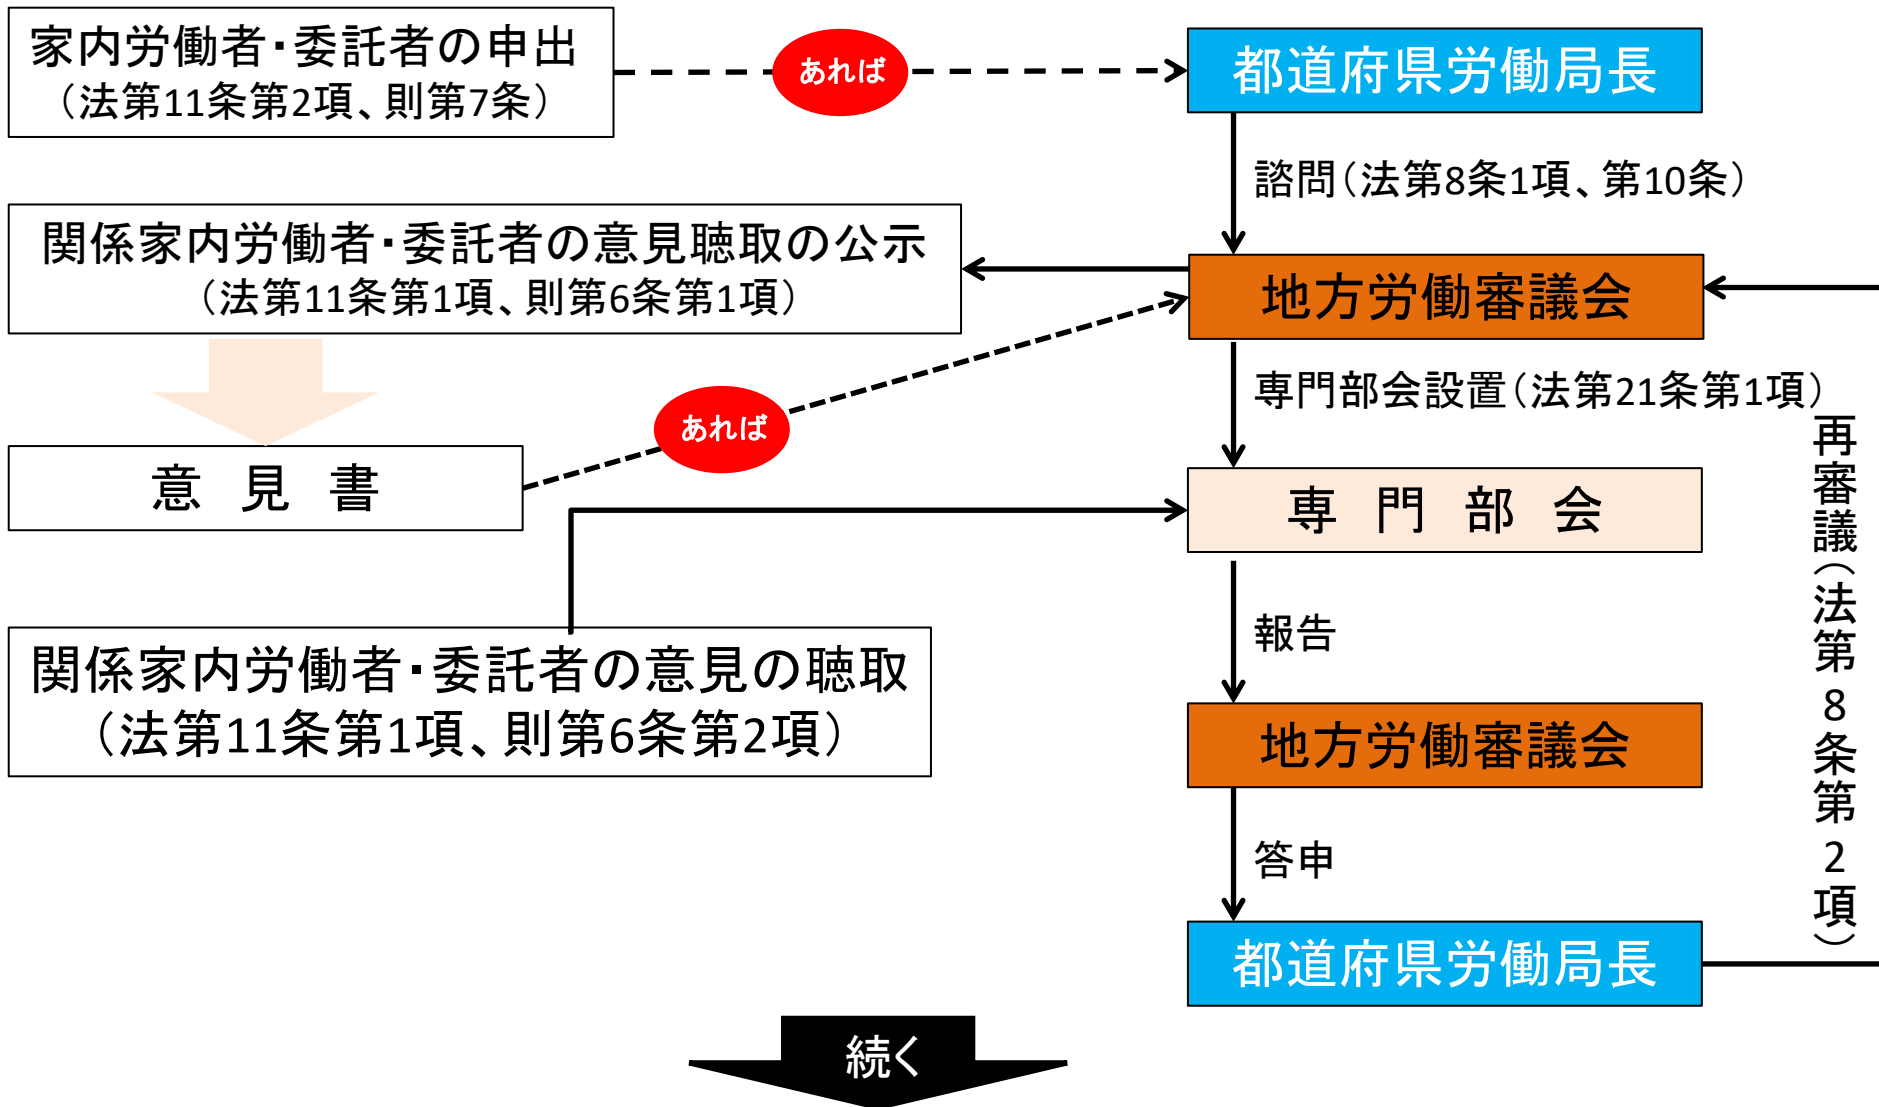 家内労働者・委託者の申出
（法第11条第2項、則第7条）
あれば
都道府県労働局長
諮問（法第8条1項、第10条）
関係家内労働者・委託者の意見聴取の公示
（法第11条第1項、則第6条第1項）
地方労働審議会
専門部会設置（法第21条第1項）
あれば
意　見　書
専　門　部　会
再審議（法第8条第2項）
報告
関係家内労働者・委託者の意見の聴取
（法第11条第1項、則第6条第2項）
地方労働審議会
答申
都道府県労働局長
続く